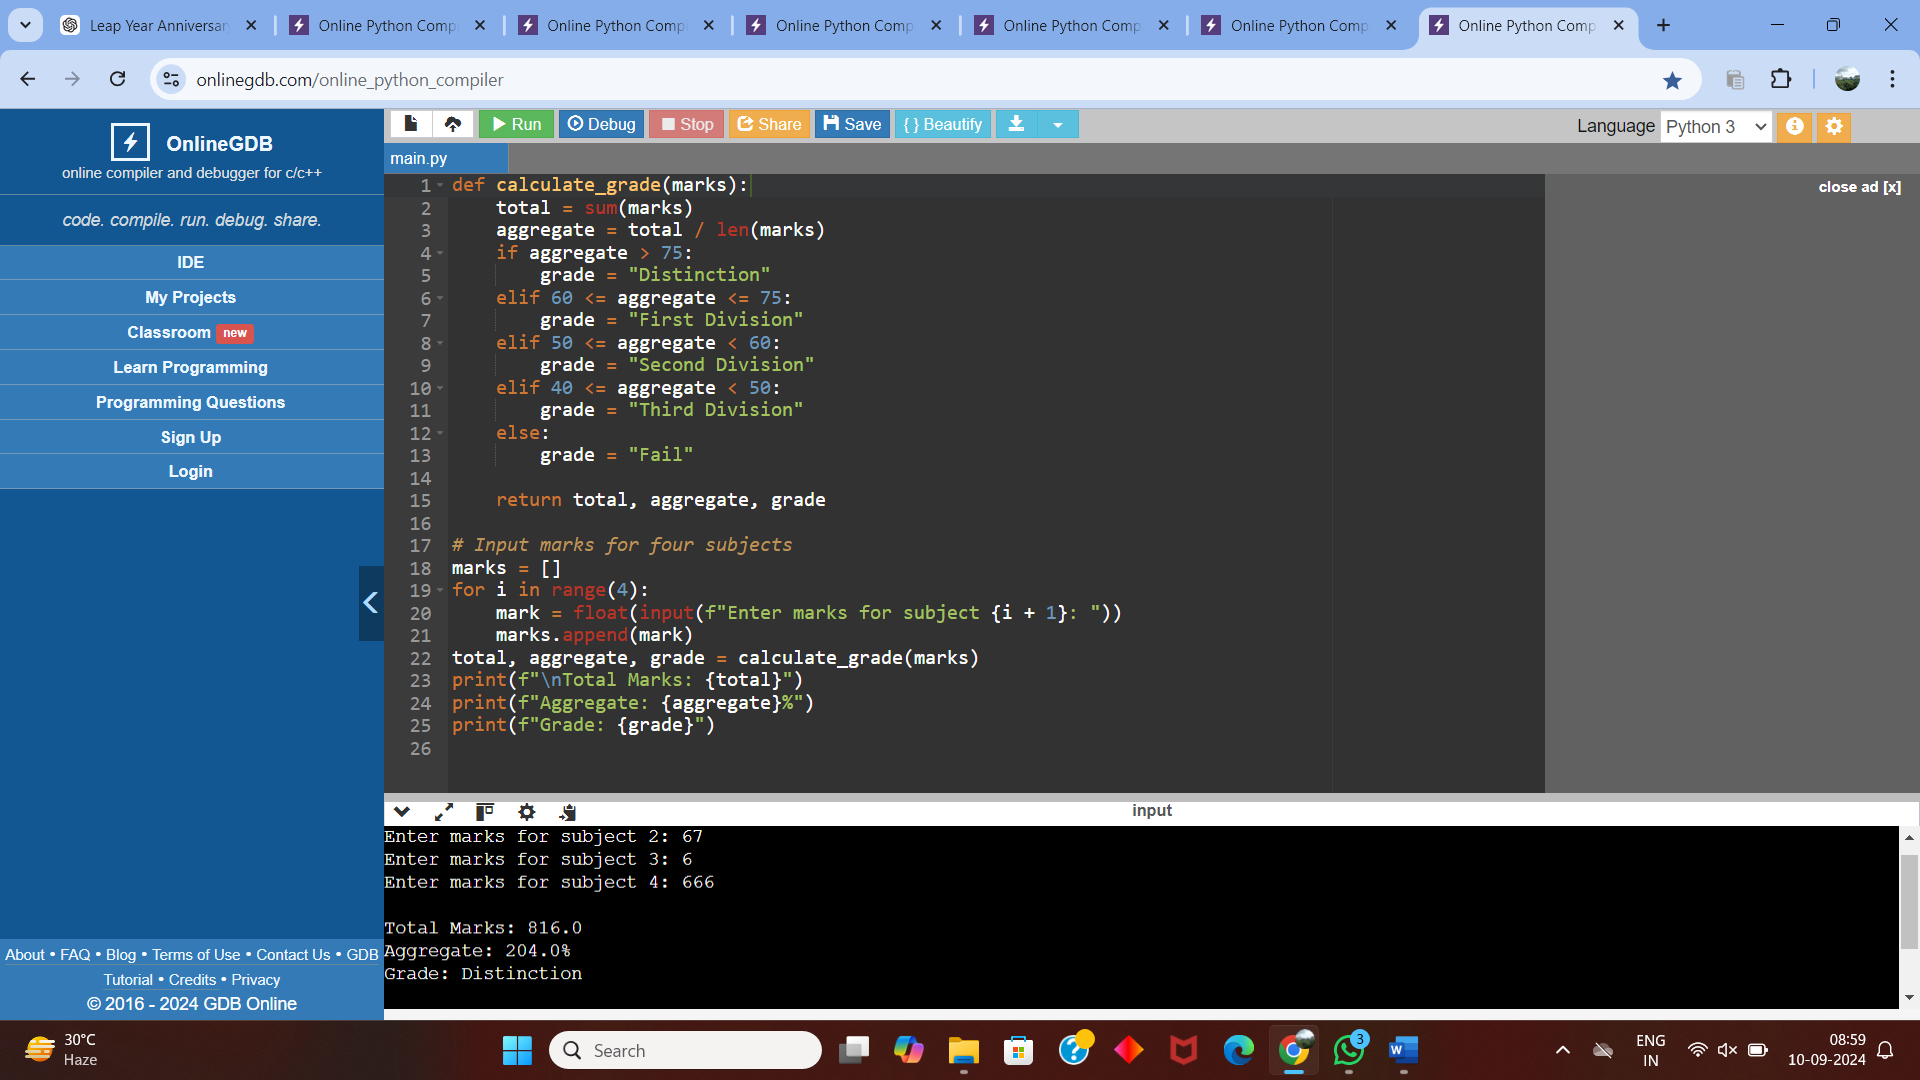 Leap Year Anniversar
Online Python Comp
Online Python Comp
Online Python Comp
Online Python Comp
Online Python Comp
Online Python Comp
onlinegdb.com/online_python_compiler
OnlineGDB
online compiler and debugger for c/c++
code. compile. run. debug. share.
IDE
My Projects
Classroom new
Learn Programming
Programming Questions
Sign Up
Login
About • FAQ • Blog • Terms of Use • Contact Us • GDB
Tutorial • Credits • Privacy
© 2016 - 2024 GDB Online
Run Debug Stop Share Save { } Beautify
Language Python 3
main.py
close ad [x]
1 def calculate_grade(marks):
2     total = sum(marks)
3     aggregate = total / len(marks)
4     if aggregate > 75:
5         grade = "Distinction"
6     elif 60 <= aggregate <= 75:
7         grade = "First Division"
8     elif 50 <= aggregate < 60:
9         grade = "Second Division"
10     elif 40 <= aggregate < 50:
11         grade = "Third Division"
12     else:
13         grade = "Fail"
14
15     return total, aggregate, grade
16
17 # Input marks for four subjects
18 marks = []
19 for i in range(4):
20     mark = float(input(f"Enter marks for subject {i + 1}: "))
21     marks.append(mark)
22 total, aggregate, grade = calculate_grade(marks)
23 print(f"\nTotal Marks: {total}")
24 print(f"Aggregate: {aggregate}%")
25 print(f"Grade: {grade}")
26
input
Enter marks for subject 2: 67
Enter marks for subject 3: 6
Enter marks for subject 4: 666
Total Marks: 816.0
Aggregate: 204.0%
Grade: Distinction
30°C
Haze
Search
3
W
ENG
IN
08:59
10-09-2024